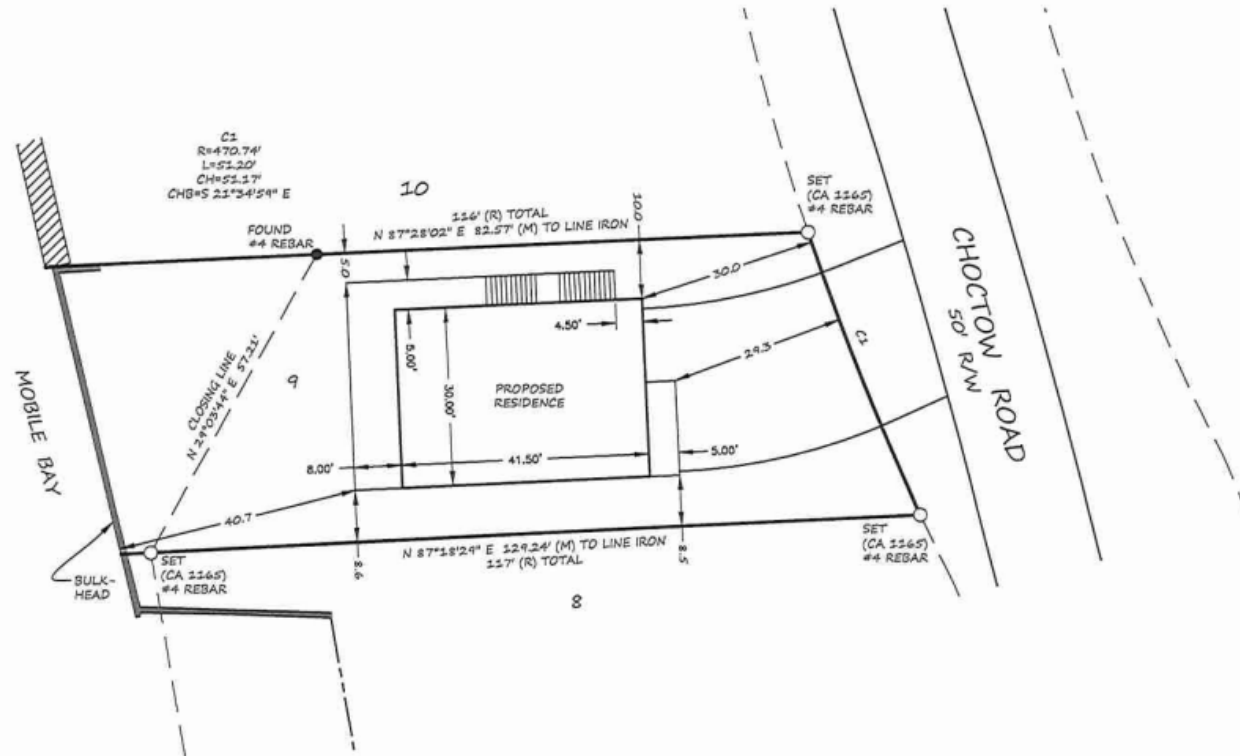 C1
R=470.74'
L=51.20'
CH=51.17'
CHB=S 21°34'59" E
10
116' (R) TOTAL
N 87°28'02" E 82.57' (M) TO LINE IRON
FOUND
#4 REBAR
SET
(CA 1165)
#4 REBAR
5.0
10.0
30.0
4.50'
5.00'
30.00'
PROPOSED
RESIDENCE
29.3
C1
CHOCTOW ROAD
50' R/W
MOBILE BAY
CLOSING LINE
N 29°03'44" E 57.21'
9
8.00'
41.50'
5.00'
40.7
8.6
8.5
N 87°18'29" E 129.24' (M) TO LINE IRON
117' (R) TOTAL
SET
(CA 1165)
#4 REBAR
SET
(CA 1165)
#4 REBAR
BULK-
HEAD
8